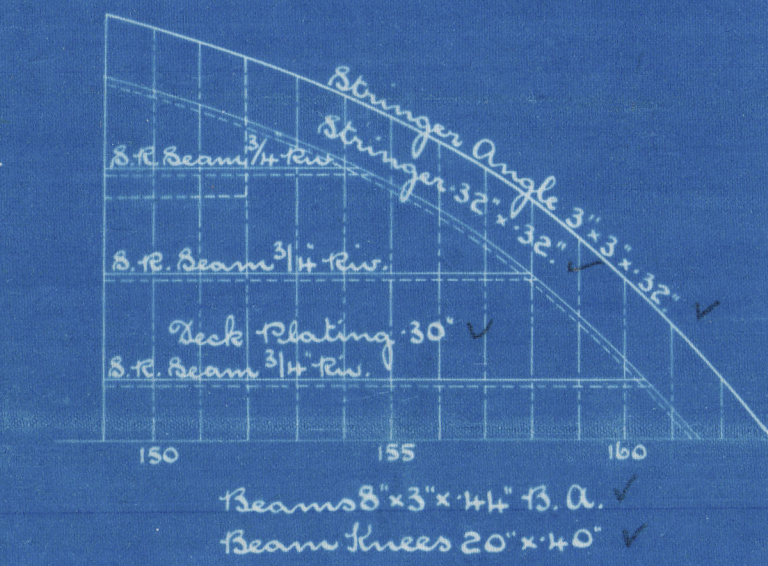 Stringer Angle 3"×3"×·32"
Stringer ·32"×·32"
S.R. Beam 3/4 Riv.
S.R. Beam 3/4" Riv.
Deck Plating ·30"
S.R. Beam 3/4" Riv.
150 155 160
Beams 8"×3"×·44" B.A.
Beam Knees 20"×·40"